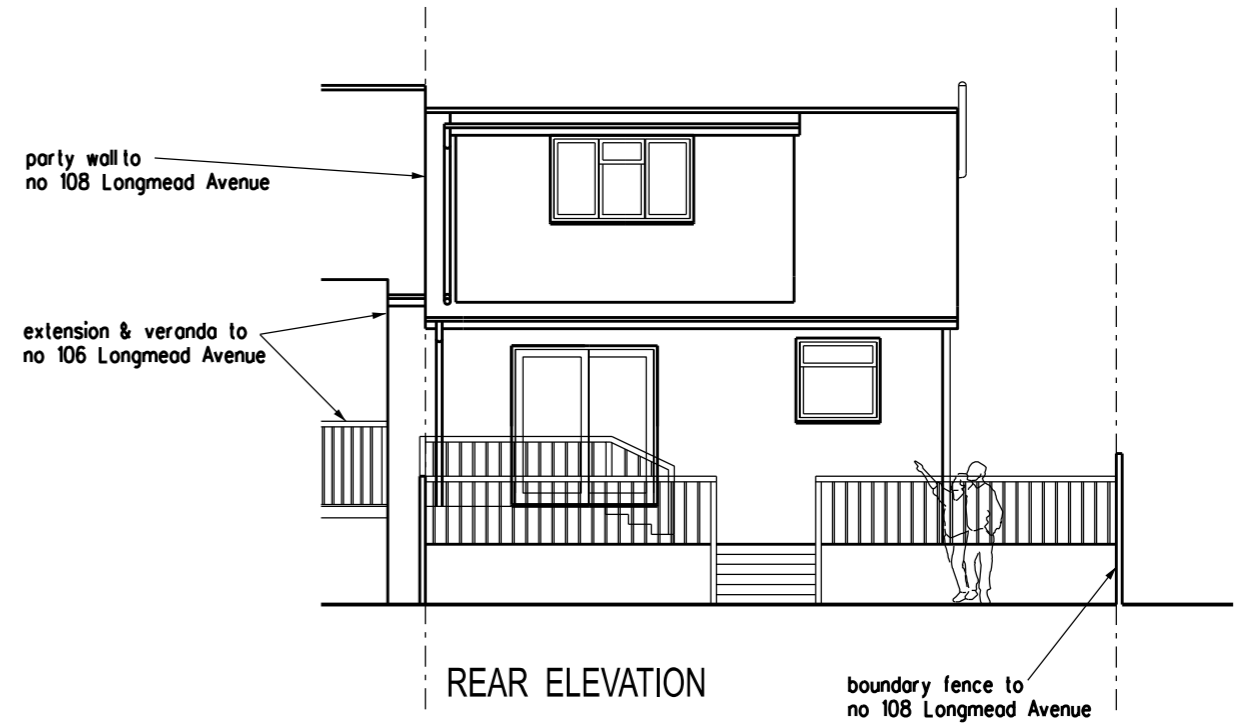 party wall to
no 108 Longmead Avenue
extension & veranda to
no 106 Longmead Avenue
REAR ELEVATION
boundary fence to
no 108 Longmead Avenue